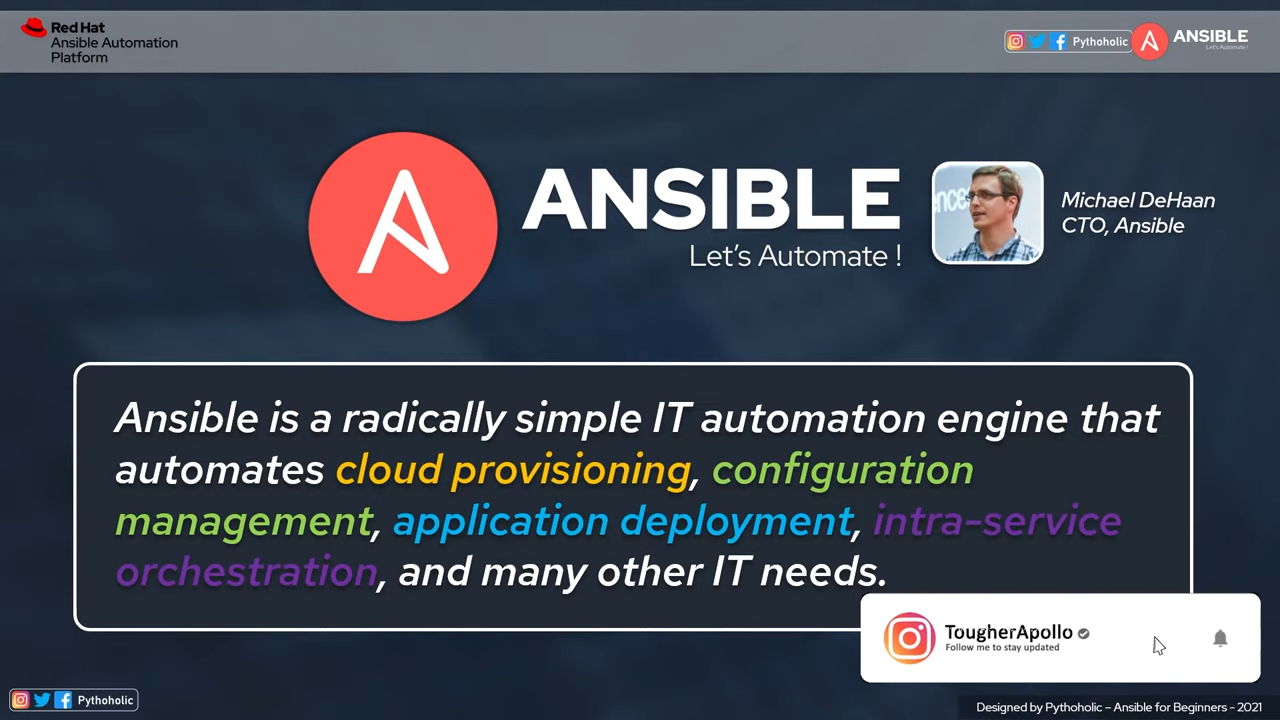 Red Hat
Ansible Automation
Platform
Pythoholic
ANSIBLE
Let's Automate !
ANSIBLE
Let's Automate !
Michael DeHaan
CTO, Ansible
Ansible is a radically simple IT automation engine that
automates cloud provisioning, configuration
management, application deployment, intra-service
orchestration, and many other IT needs.
TougherApollo
Follow me to stay updated
Pythoholic
Designed by Pythoholic – Ansible for Beginners - 2021